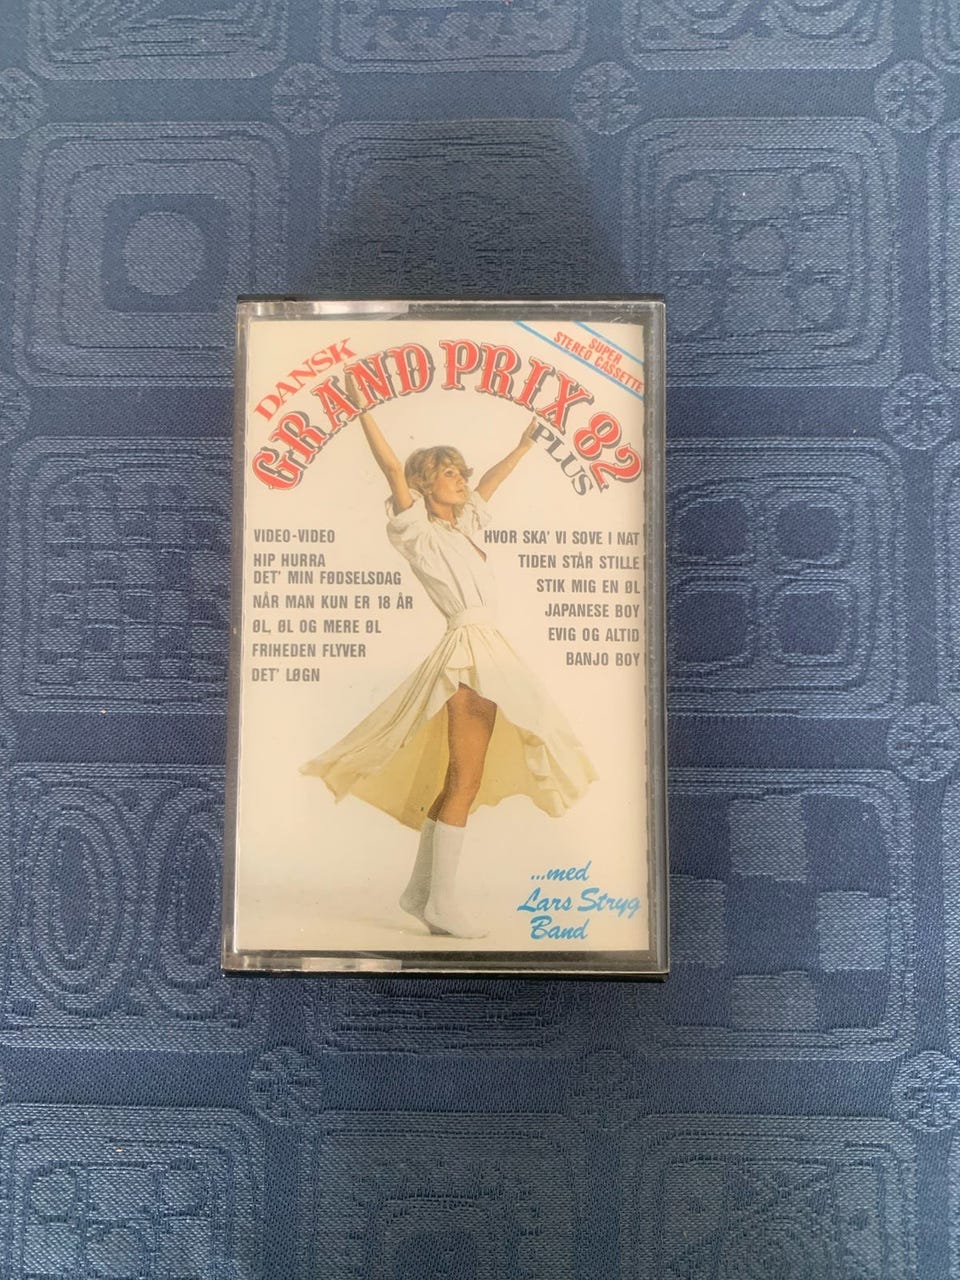 DANSK
GRAND PRIX 82
PLUS
SUPER
STEREO CASSETTE
VIDEO-VIDEO
HIP HURRA
DET' MIN FØDSELSDAG
NÅR MAN KUN ER 18 ÅR
ØL, ØL OG MERE ØL
FRIHEDEN FLYVER
DET' LØGN
HVOR SKA' VI SOVE I NAT
TIDEN STÅR STILLE
STIK MIG EN ØL
JAPANESE BOY
EVIG OG ALTID
BANJO BOY
...med
Lars Stryg
Band